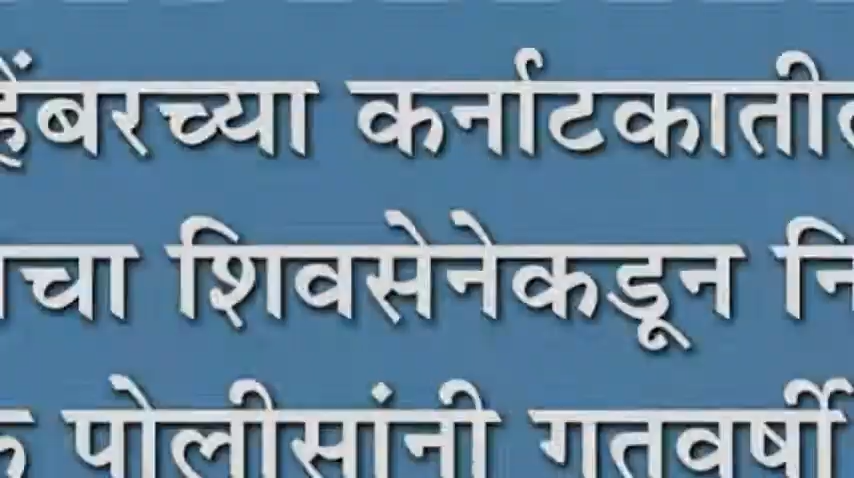 हेंबरच्या कर्नाटकातील
चा शिवसेनेकडून नि
पोलीसांनी गतवर्षी